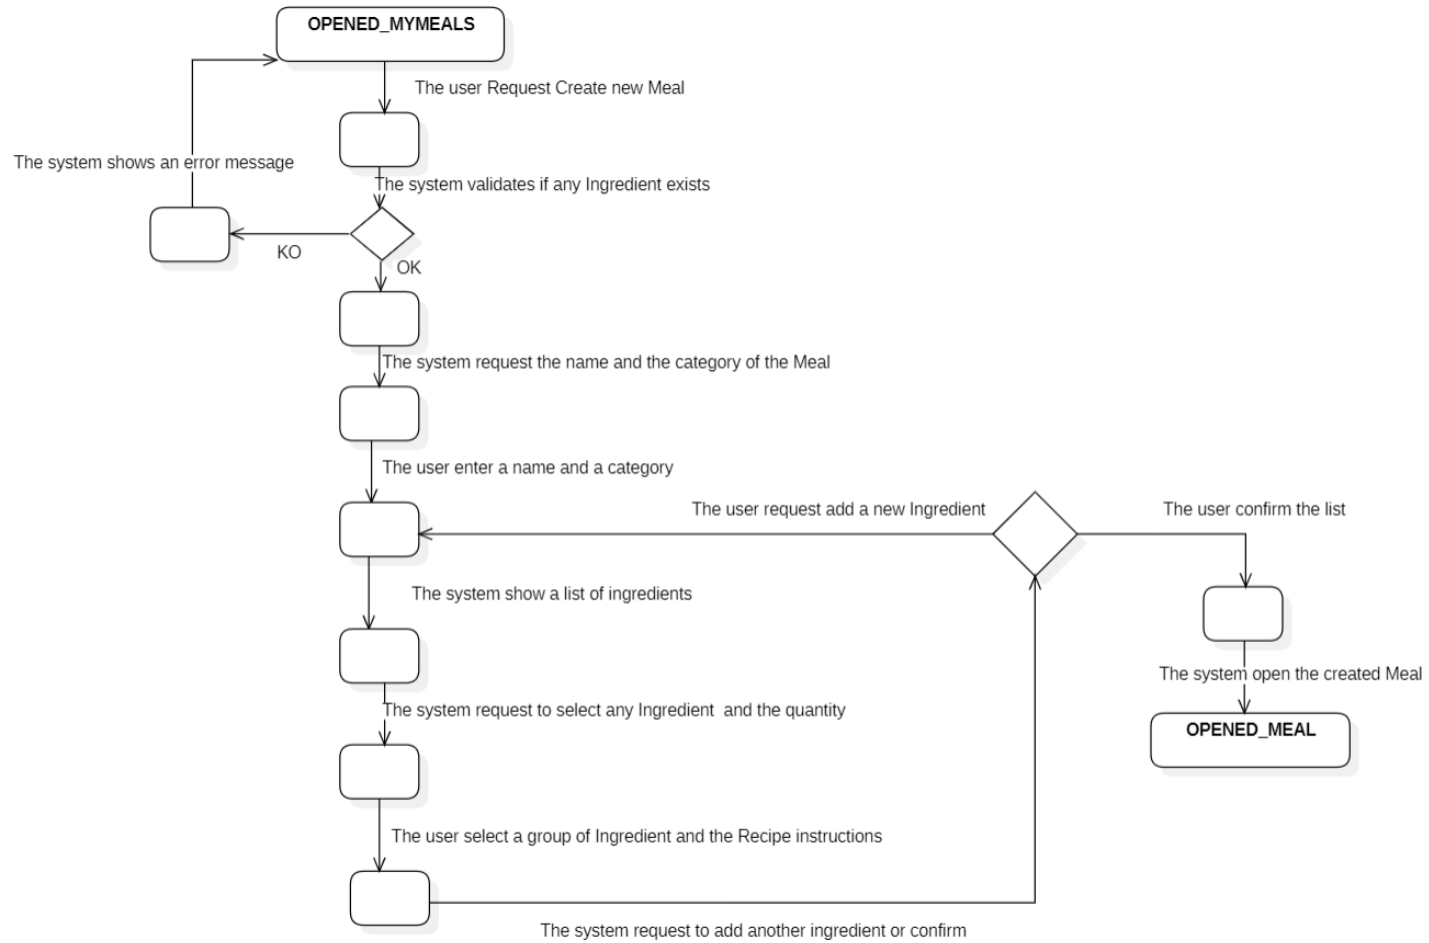 OPENED_MYMEALS
The user Request Create new Meal
The system shows an error message
The system validates if any Ingredient exists
KO
OK
The system request the name and the category of the Meal
The user enter a name and a category
The user request add a new Ingredient
The user confirm the list
The system show a list of ingredients
The system open the created Meal
The system request to select any Ingredient  and the quantity
OPENED_MEAL
The user select a group of Ingredient and the Recipe instructions
The system request to add another ingredient or confirm